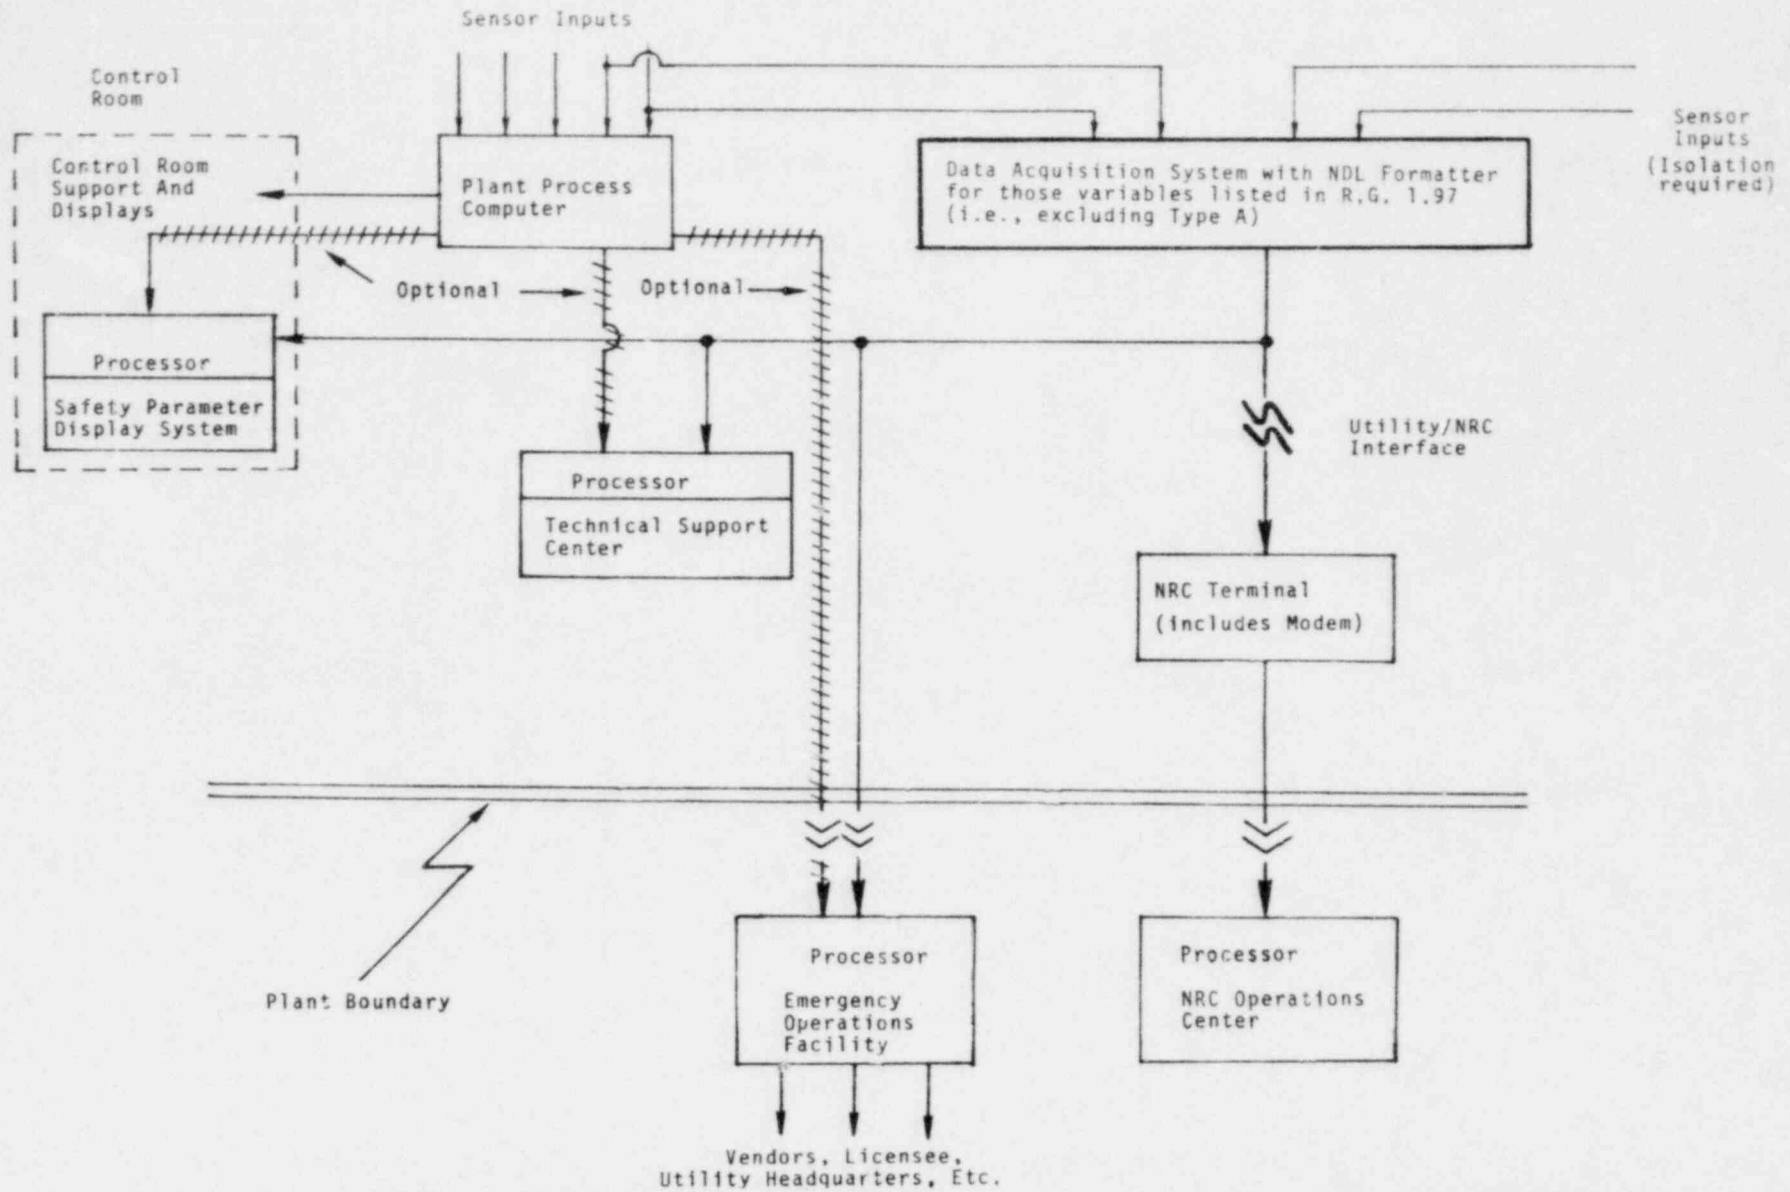 Sensor Inputs
Control
Room
Sensor
Inputs
(Isolation
required)
Control Room
Support And
Displays
Plant Process
Computer
Data Acquisition System with NDL Formatter
for those variables listed in R.G. 1.97
(i.e., excluding Type A)
Optional
Optional
Processor
Safety Parameter
Display System
Utility/NRC
Interface
Processor
Technical Support
Center
NRC Terminal
(includes Modem)
Plant Boundary
Processor
Emergency
Operations
Facility
Processor
NRC Operations
Center
Vendors, Licensee,
Utility Headquarters, Etc.